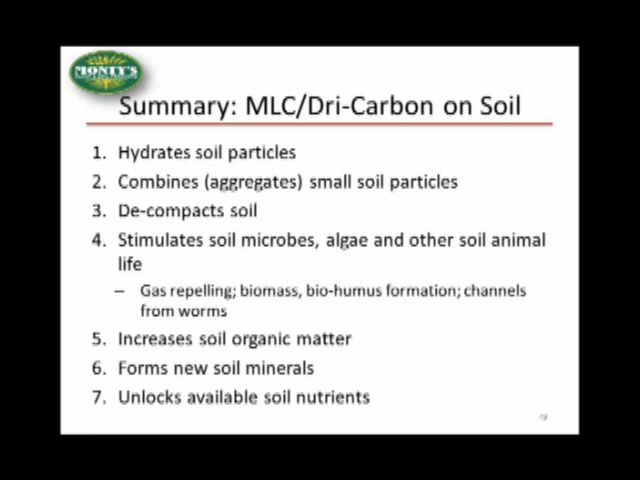 MONTY'S
Summary: MLC/Dri-Carbon on Soil
1. Hydrates soil particles
2. Combines (aggregates) small soil particles
3. De-compacts soil
4. Stimulates soil microbes, algae and other soil animal
life
– Gas repelling; biomass, bio-humus formation; channels
from worms
5. Increases soil organic matter
6. Forms new soil minerals
7. Unlocks available soil nutrients